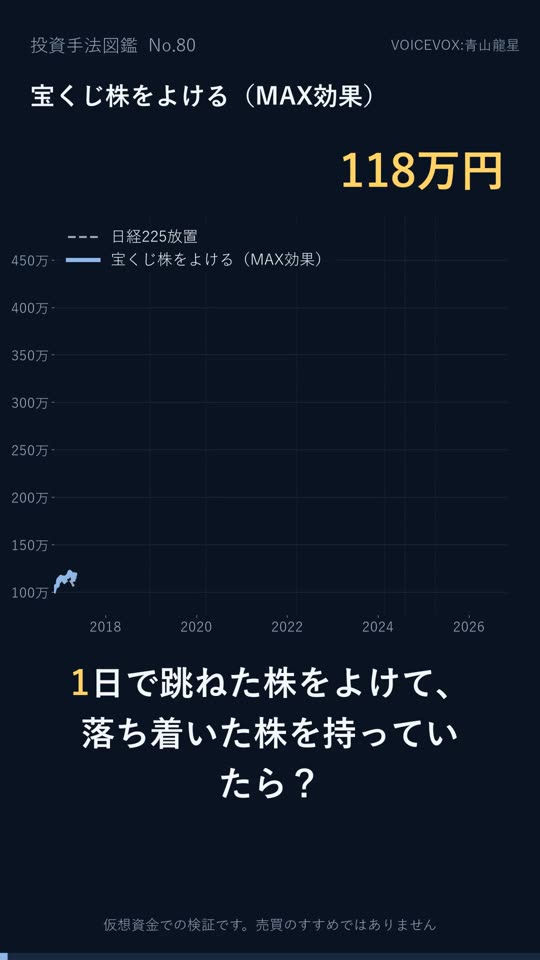 投資手法図鑑 No.80
VOICEVOX:青山龍星
宝くじ株をよける（MAX効果）
118万円
日経225放置
宝くじ株をよける（MAX効果）
450万
400万
350万
300万
250万
200万
150万
100万
2018 2020 2022 2024 2026
1日で跳ねた株をよけて、
落ち着いた株を持ってい
たら？
仮想資金での検証です。売買のすすめではありません